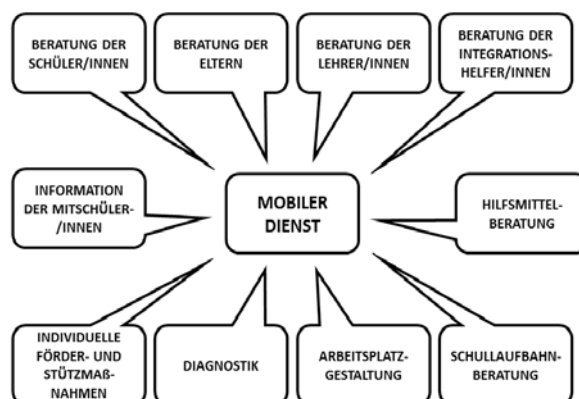 BERATUNG DER
SCHÜLER/INNEN
BERATUNG DER
ELTERN
BERATUNG DER
LEHRER/INNEN
BERATUNG DER
INTEGRATIONS-
HELFER/INNEN
INFORMATION
DER MITSCHÜLER-
/INNEN
MOBILER
DIENST
HILFSMITTEL-
BERATUNG
INDIVIDUELLE
FÖRDER- UND
STÜTZMAß-
NAHMEN
DIAGNOSTIK
ARBEITSPLATZ-
GESTALTUNG
SCHULLAUFBAHN-
BERATUNG